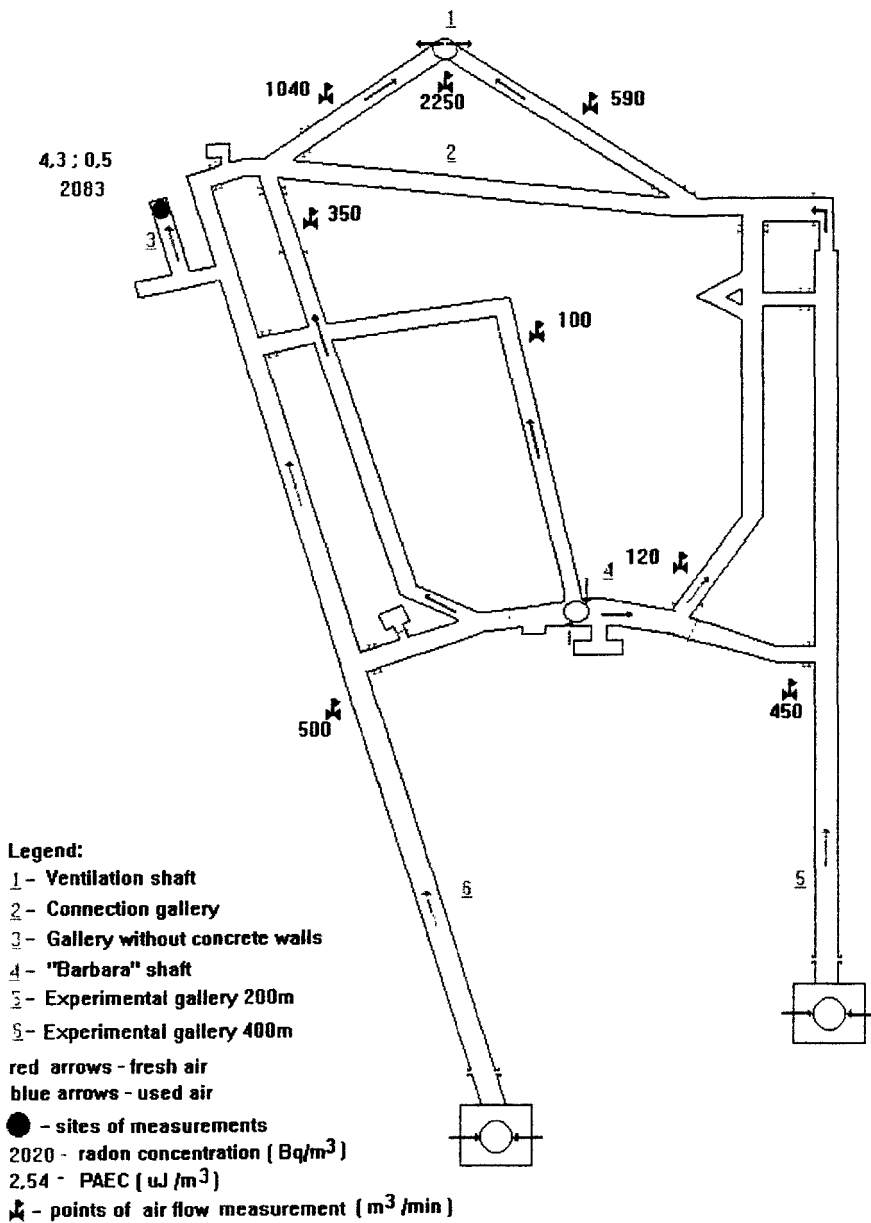 1
1040
2250
590
4,3 ; 0,5
2083
2
3
350
100
120
4
500
450
6
5
Legend:
1 - Ventilation shaft
2 - Connection gallery
3 - Gallery without concrete walls
4 - "Barbara" shaft
5 - Experimental gallery 200m
6 - Experimental gallery 400m
red arrows - fresh air
blue arrows - used air
- sites of measurements
2020 - radon concentration ( Bq/m³ )
2,54 - PAEC ( uJ /m³ )
- points of air flow measurement ( m³ /min )